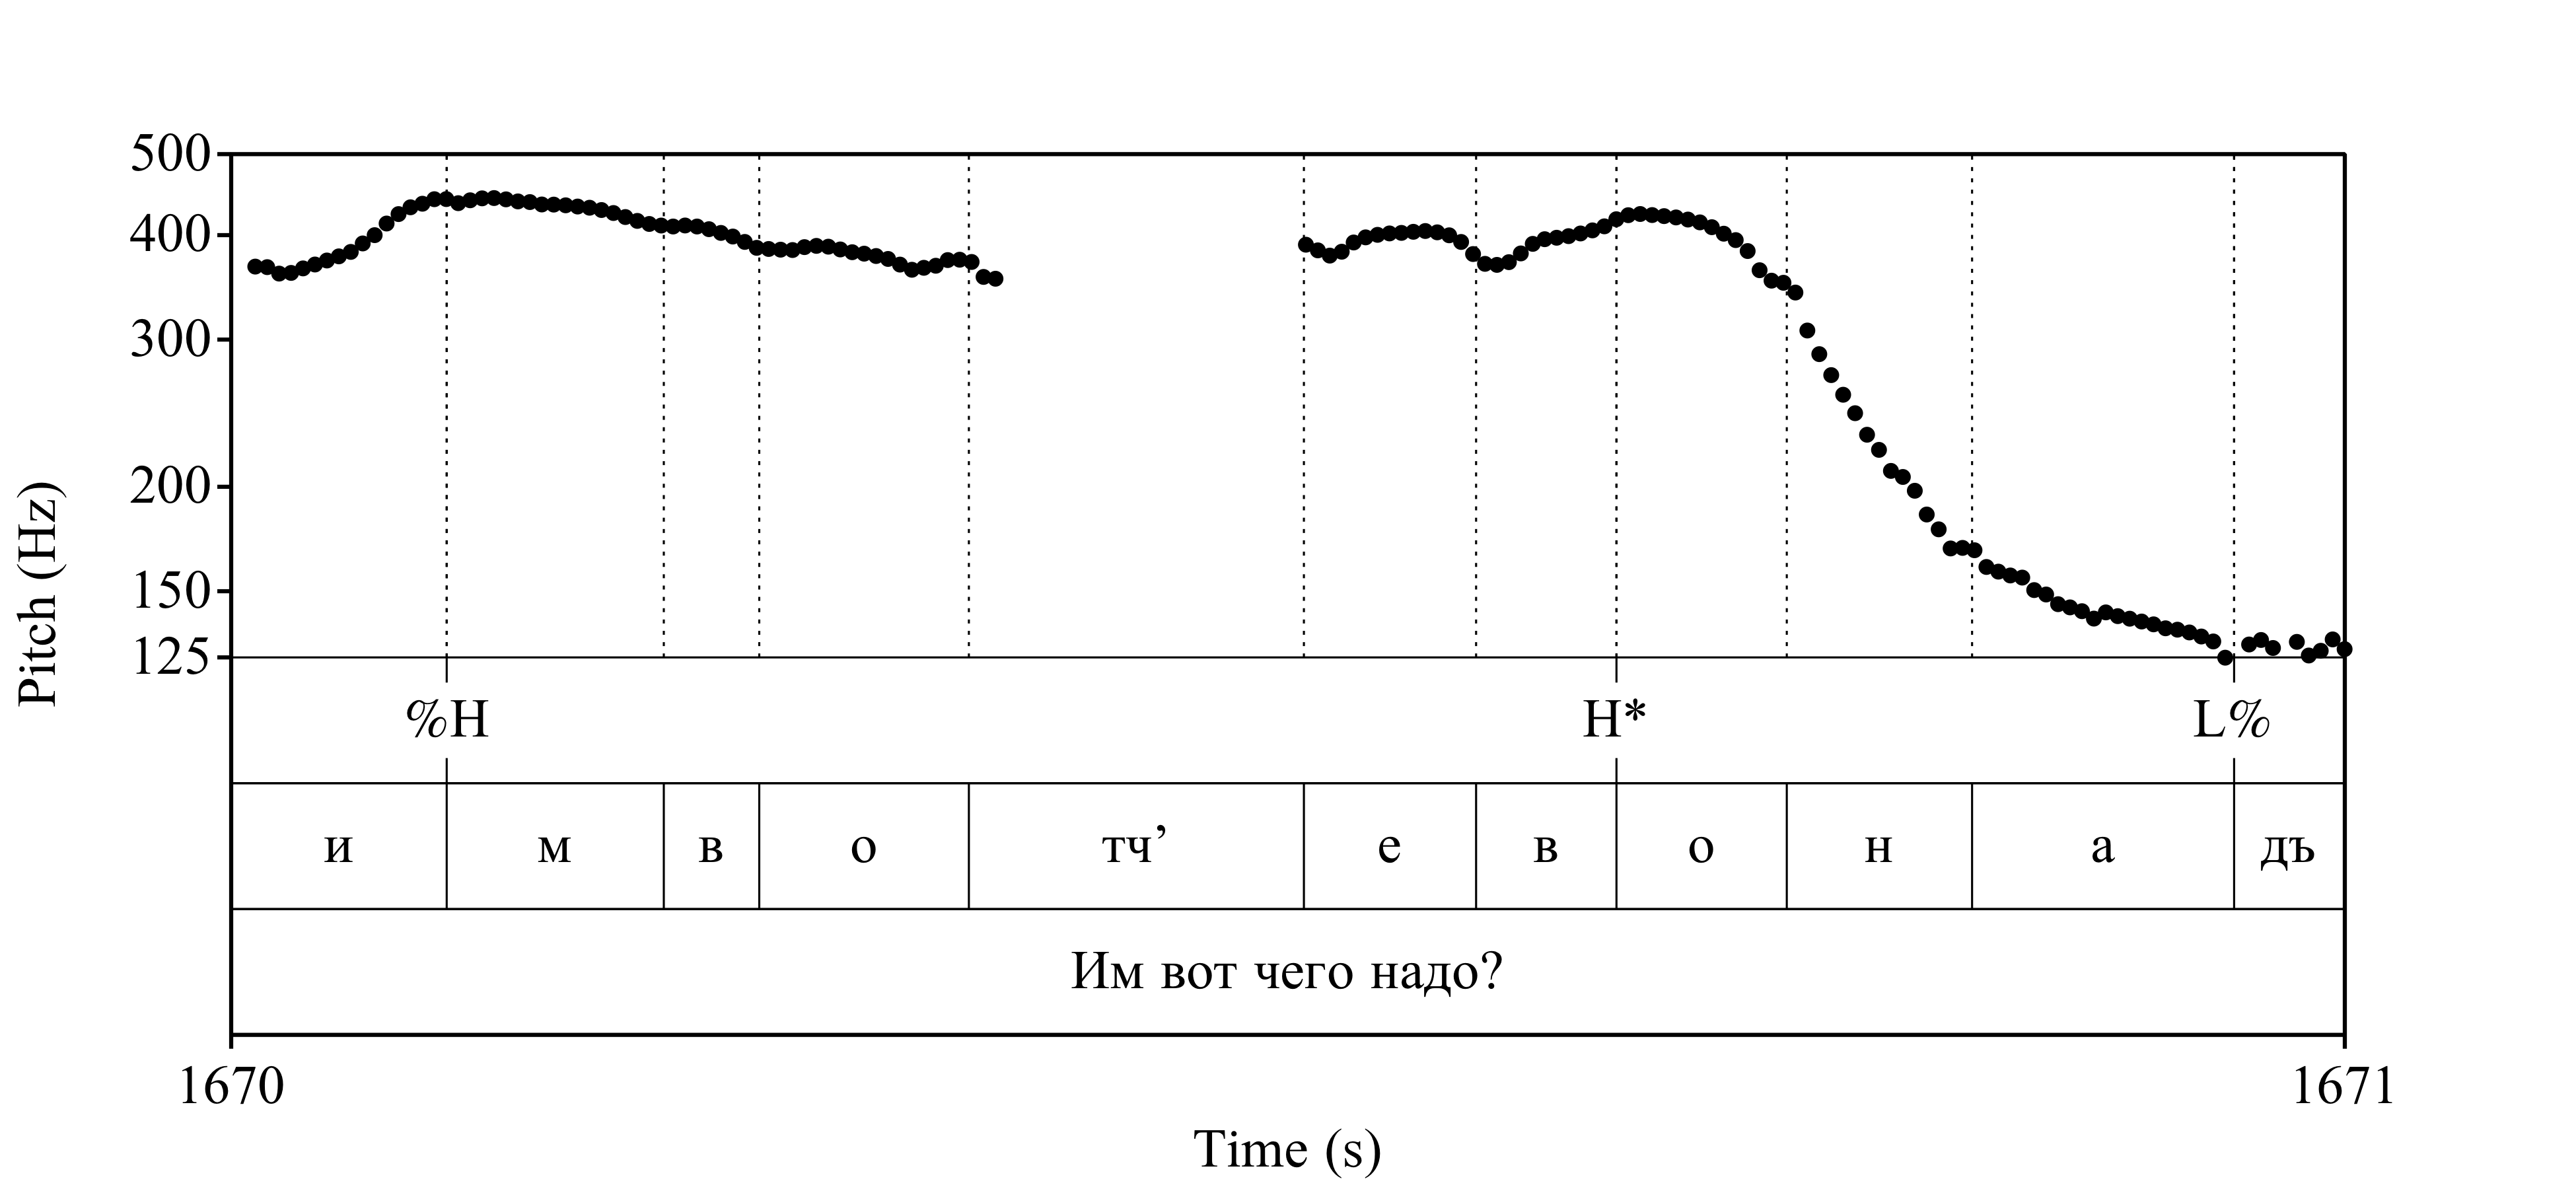 500
400
300
200
150
125
Pitch (Hz)
%H H* L%
и м в о тч’ е в о н а дъ
Им вот чего надо?
1670 1671
Time (s)